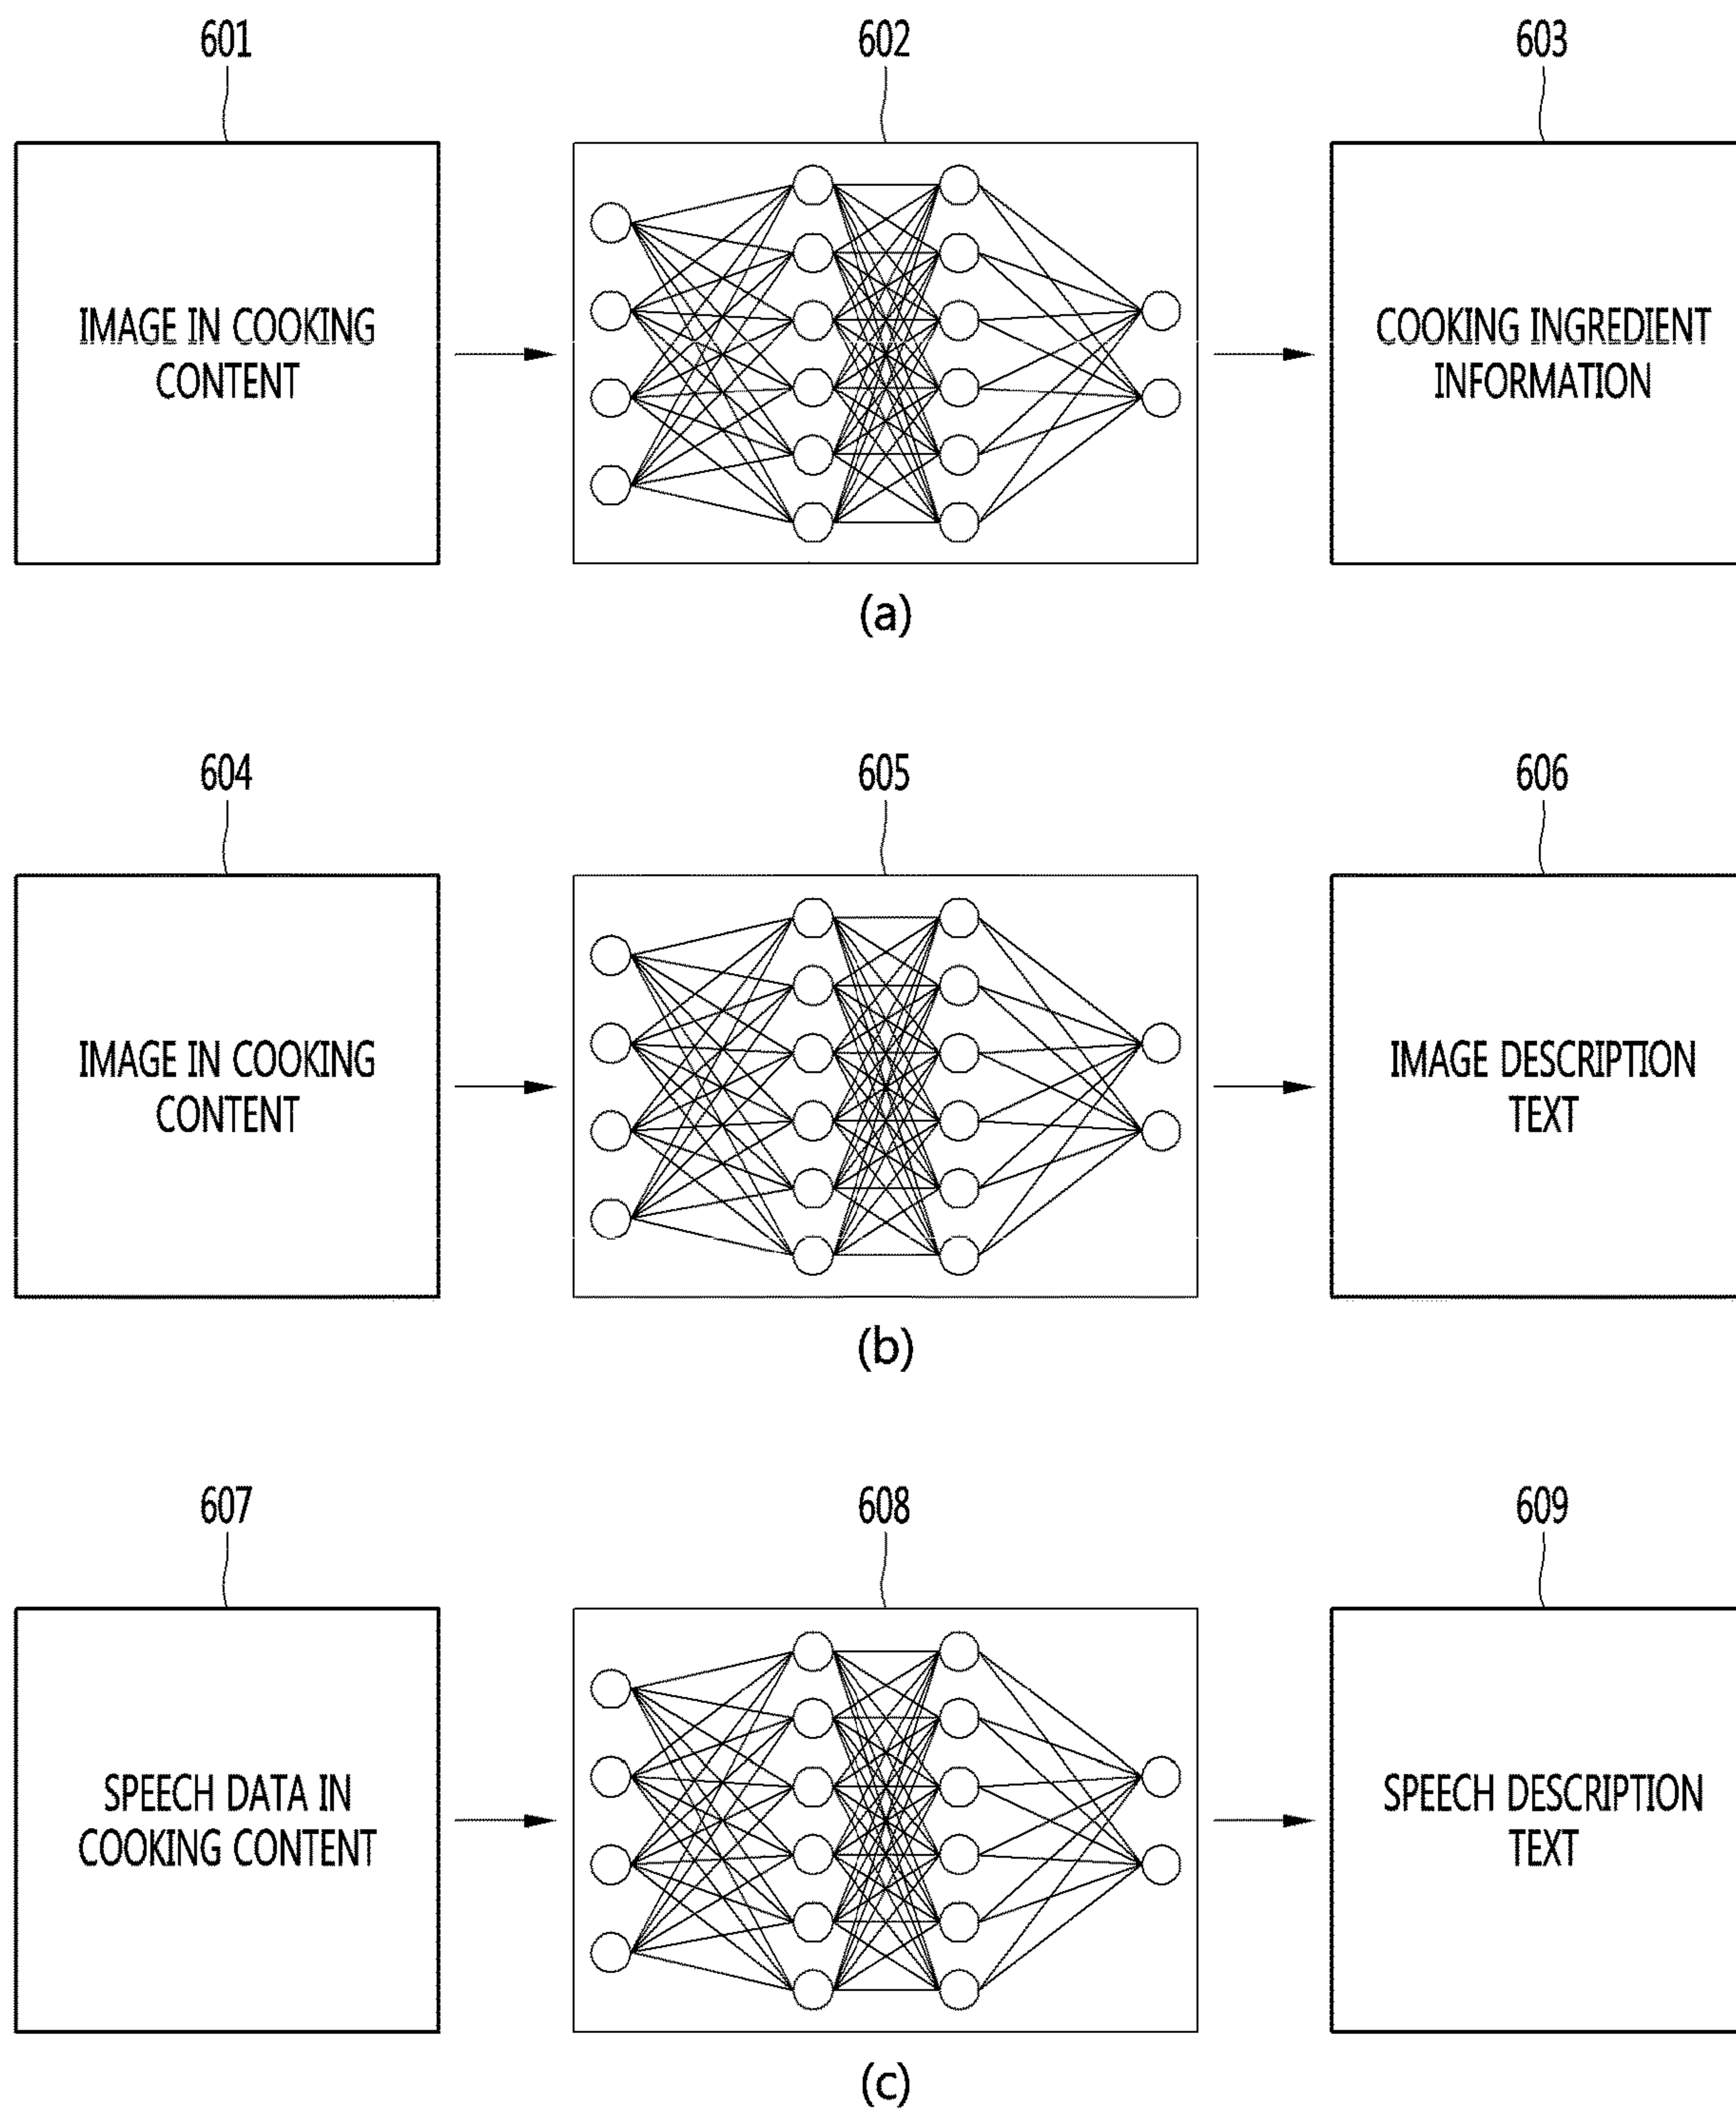 601
602
603
IMAGE IN COOKING
CONTENT
COOKING INGREDIENT
INFORMATION
(a)
604
605
606
IMAGE IN COOKING
CONTENT
IMAGE DESCRIPTION
TEXT
(b)
607
608
609
SPEECH DATA IN
COOKING CONTENT
SPEECH DESCRIPTION
TEXT
(c)